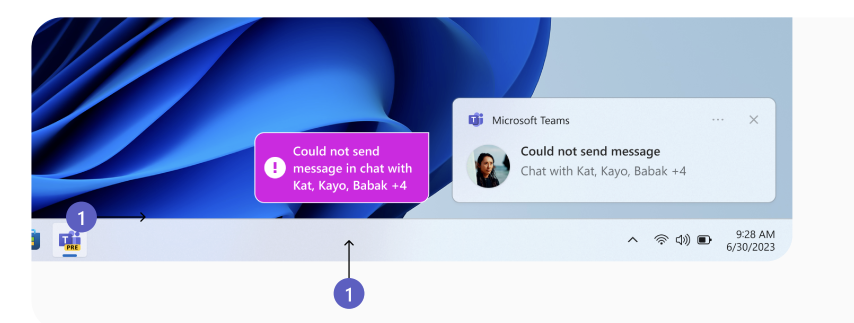 Microsoft Teams
Could not send message
Chat with Kat, Kayo, Babak +4
Could not send
message in chat with
Kat, Kayo, Babak +4
1
T
PRE
9:28 AM
6/30/2023
1